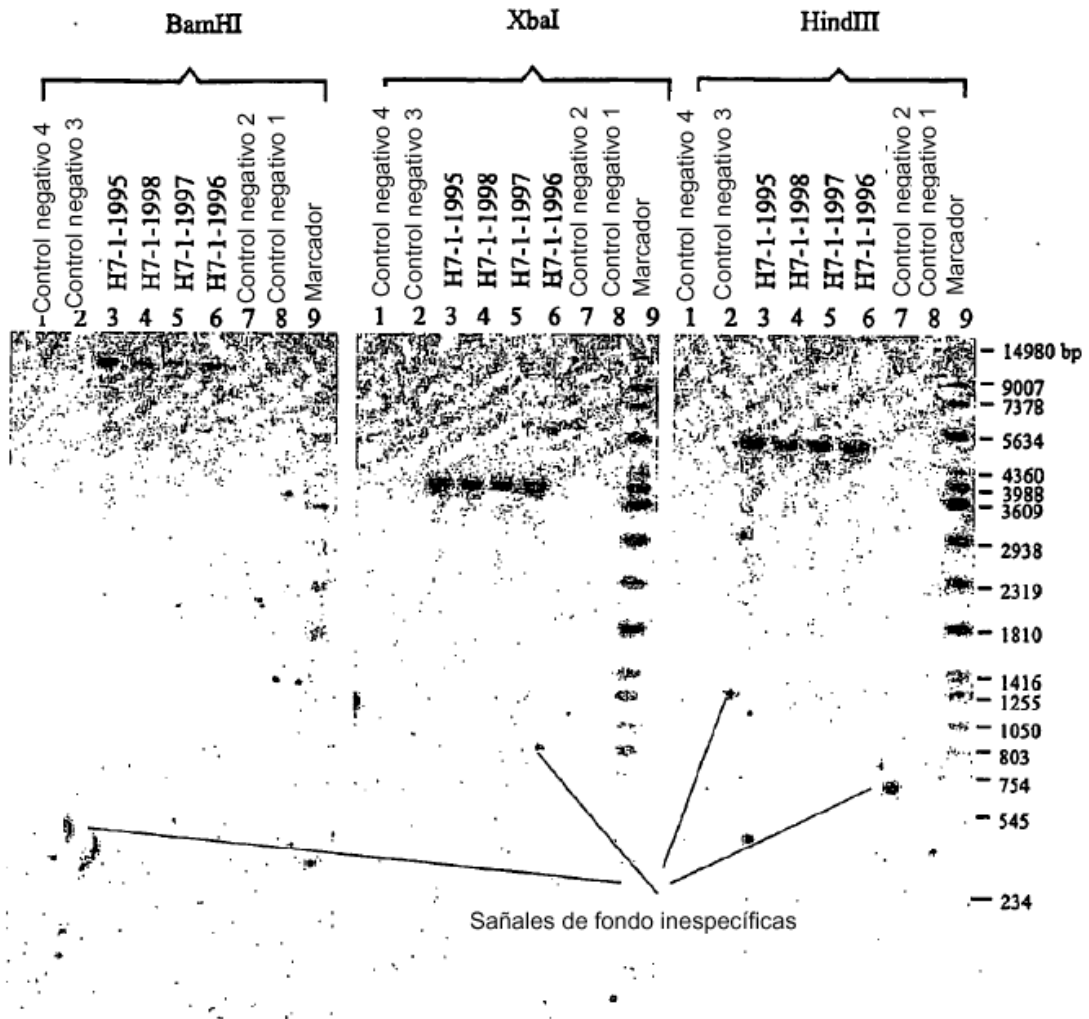 BamHI
XbaI
HindIII
Control negativo 4
Control negativo 3
H7-1-1995
H7-1-1998
H7-1-1997
H7-1-1996
Control negativo 2
Control negativo 1
Marcador
Control negativo 4
Control negativo 3
H7-1-1995
H7-1-1998
H7-1-1997
H7-1-1996
Control negativo 2
Control negativo 1
Marcador
Control negativo 4
Control negativo 3
H7-1-1995
H7-1-1998
H7-1-1997
H7-1-1996
Control negativo 2
Control negativo 1
Marcador
1 2 3 4 5 6 7 8 9
1 2 3 4 5 6 7 8 9
1 2 3 4 5 6 7 8 9
14980 bp
9007
7378
5634
4360
3988
3609
2938
2319
1810
1416
1255
1050
803
754
545
234
Sañales de fondo inespecíficas